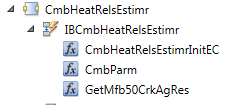 CmbHeatRelsEstimr
IBCmbHeatRelsEstimr
CmbHeatRelsEstimrInitEC
CmbParm
GetMfb50CrkAgRes